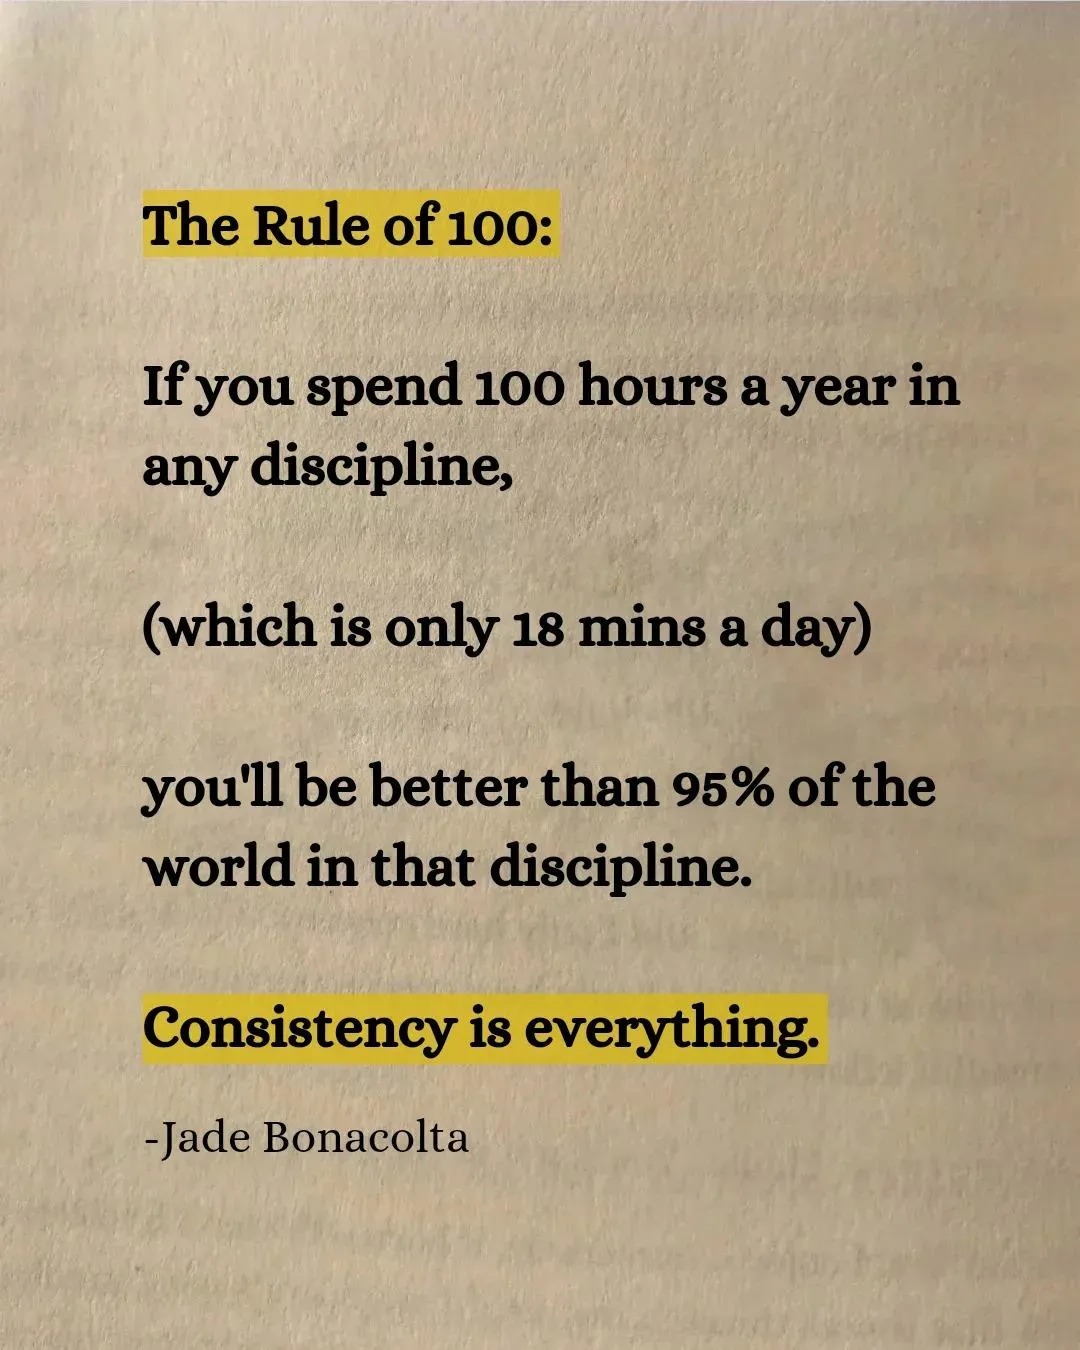 The Rule of 100:
If you spend 100 hours a year in
any discipline,
(which is only 18 mins a day)
you'll be better than 95% of the
world in that discipline.
Consistency is everything.
-Jade Bonacolta